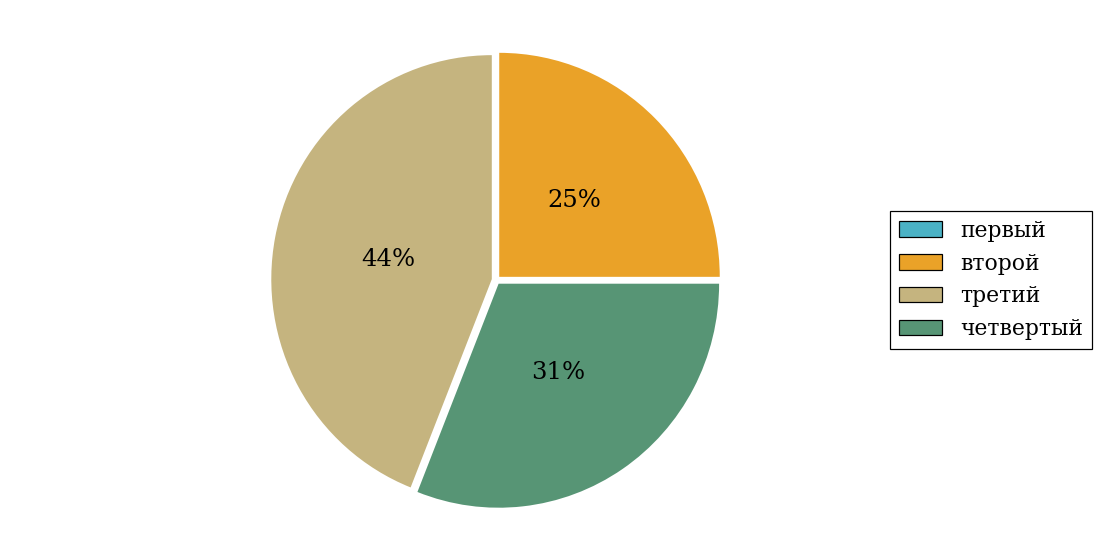 25%
44%
31%
первый
второй
третий
четвертый